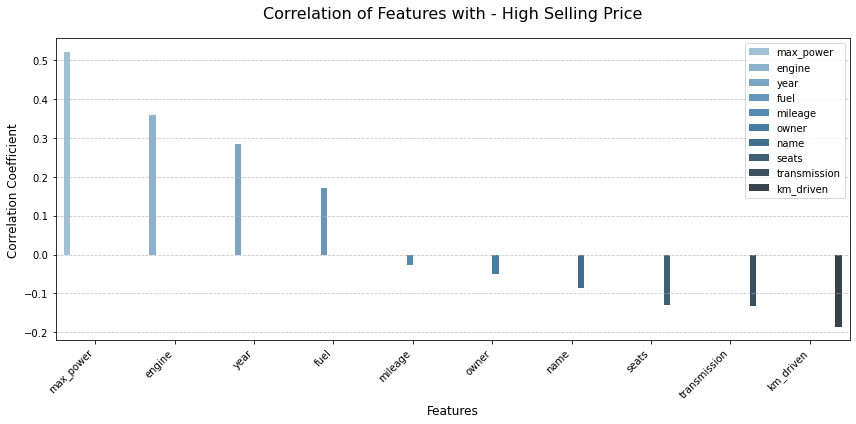 Correlation of Features with - High Selling Price
Correlation Coefficient
0.5
0.4
0.3
0.2
0.1
0.0
−0.1
−0.2
max_power
engine
year
fuel
mileage
owner
name
seats
transmission
km_driven
max_power
engine
year
fuel
mileage
owner
name
seats
transmission
km_driven
Features